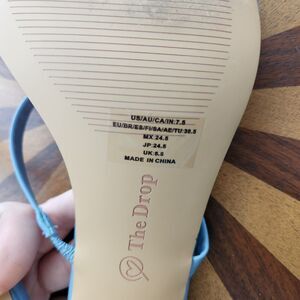 US/AU/CA/IN:7.5
EU/BR/ES/FI/SA/AE/TU:38.5
MX:24.5
JP:24.5
UK:5.5
MADE IN CHINA
The Drop